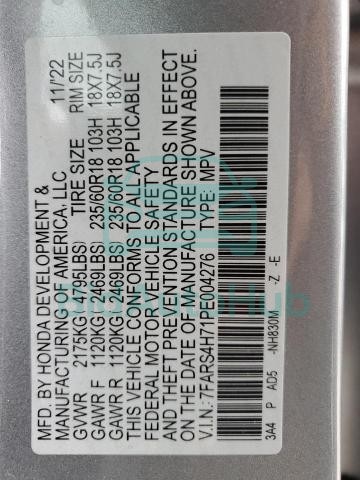 MFD. BY HONDA DEVELOPMENT & 11/'22
MANUFACTURING OF AMERICA, LLC
GVWR 2175KG ( 4795LBS) TIRE SIZE RIM SIZE
GAWR F 1120KG ( 2469LBS) 235/60R18 103H 18X7.5J
GAWR R 1120KG ( 2469LBS) 235/60R18 103H 18X7.5J
THIS VEHICLE CONFORMS TO ALL APPLICABLE
FEDERAL MOTOR VEHICLE SAFETY
AND THEFT PREVENTION STANDARDS IN EFFECT
ON THE DATE OF MANUFACTURE SHOWN ABOVE.
V.I.N.: 7FARS4H71PE004276 TYPE: MPV
3A4 P AD5 -NH830M -Z -E